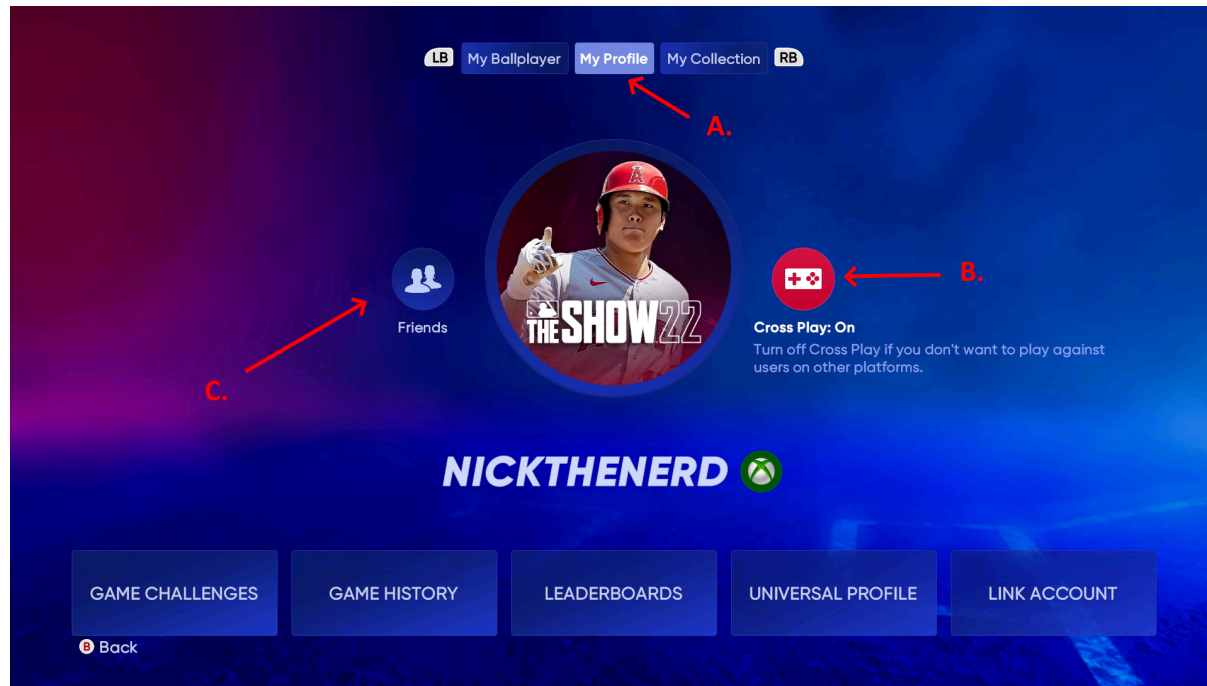 LB My Ballplayer My Profile My Collection RB
A.
A
THE SHOW 22
Friends
B.
Cross Play: On
Turn off Cross Play if you don't want to play against
users on other platforms.
C.
NICKTHENERD
GAME CHALLENGES
GAME HISTORY
LEADERBOARDS
UNIVERSAL PROFILE
LINK ACCOUNT
B Back